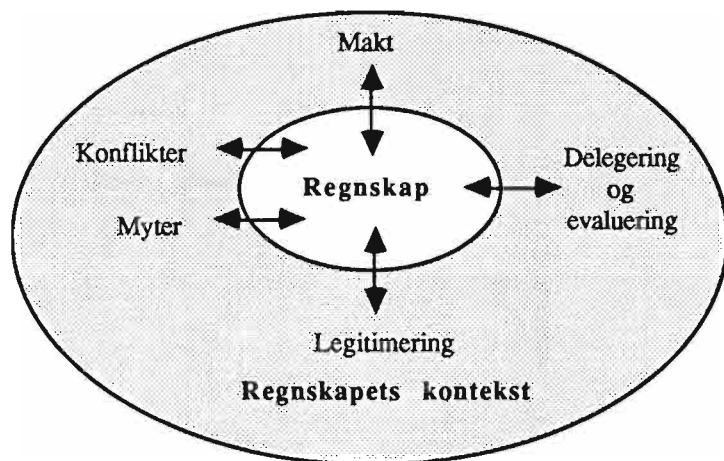 Makt
Konflikter
Delegering
og
evaluering
Regnskap
Myter
Legitimering
Regnskapets kontekst